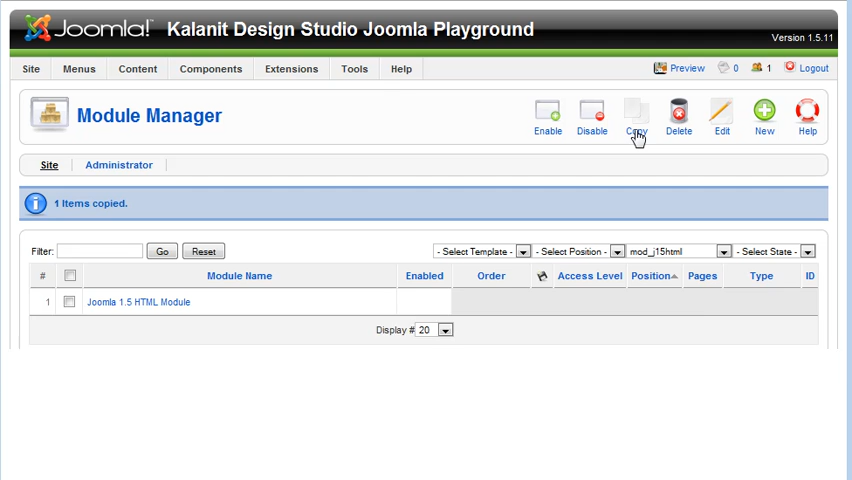 Joomla! Kalanit Design Studio Joomla Playground Version 1.5.11
Site Menus Content Components Extensions Tools Help Preview 0 1 Logout
Module Manager Enable Disable Copy Delete Edit New Help
Site Administrator
1 Items copied.
Filter: Go Reset - Select Template - - Select Position - mod_j15html - Select State -
# Module Name Enabled Order Access Level Position Pages Type ID
1 Joomla 1.5 HTML Module
Display # 20